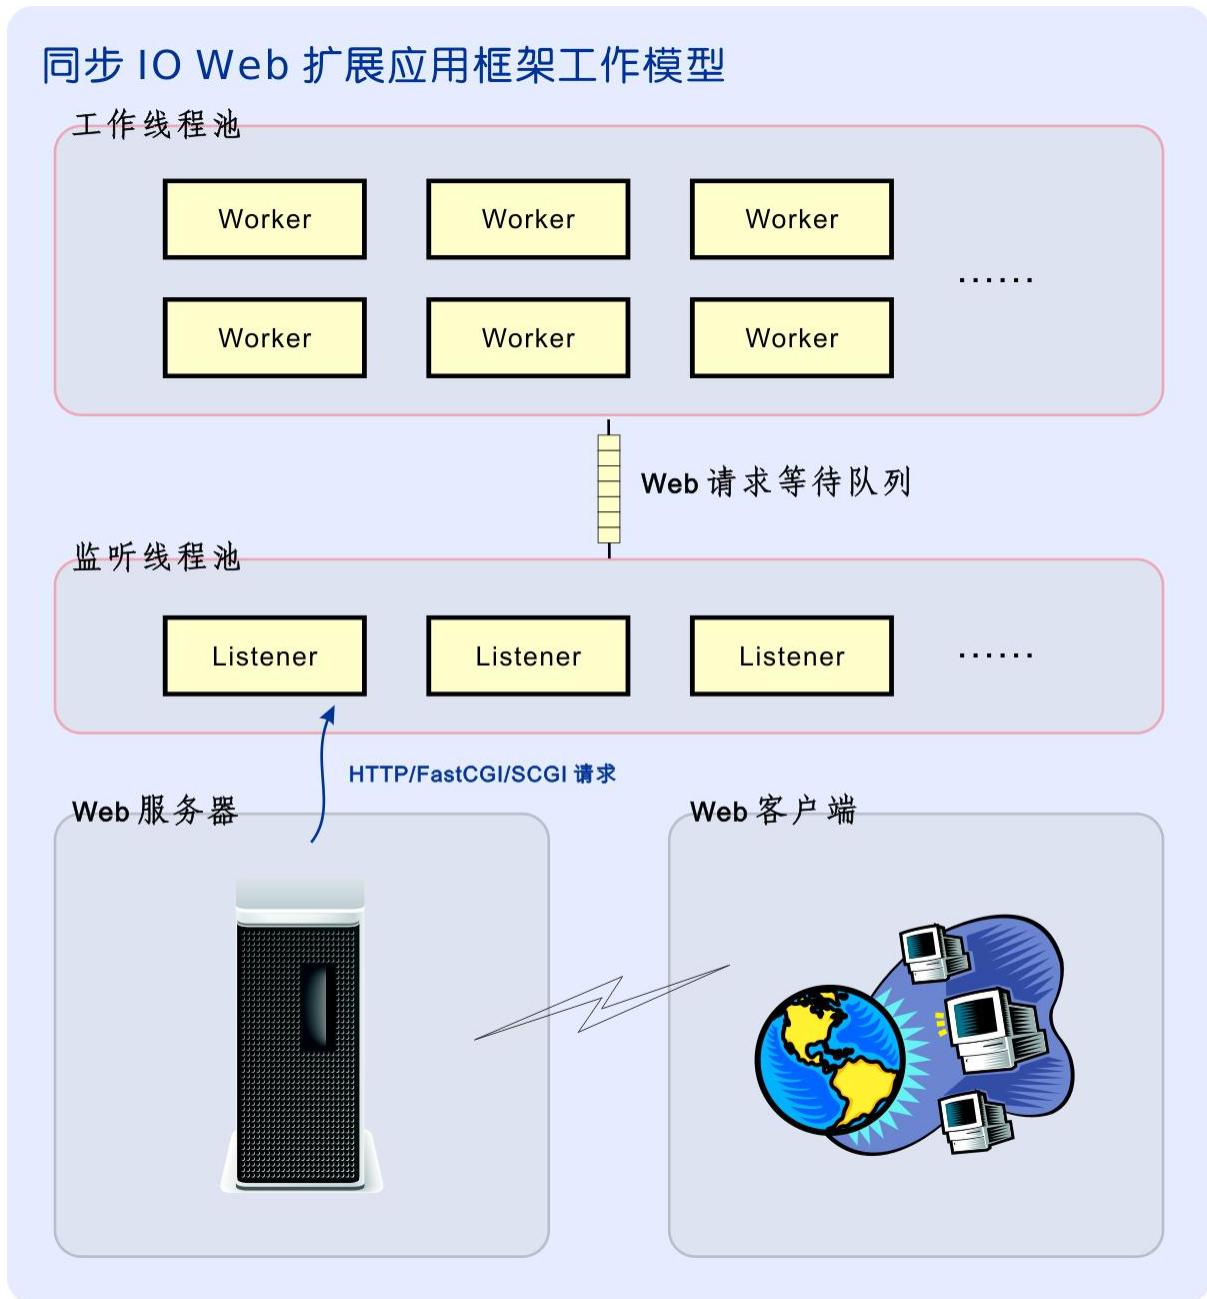 同步 IO Web 扩展应用框架工作模型
工作线程池
Worker Worker Worker
......
Worker Worker Worker
Web 请求等待队列
监听线程池
Listener Listener Listener ......
HTTP/FastCGI/SCGI 请求
Web 服务器 Web 客户端